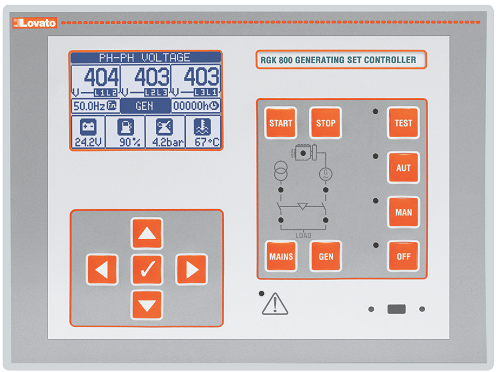 Lovato
PH-PH VOLTAGE
404 403 403
V L1L2 V L2L3 V L3L1
50.0Hz GEN 00000h
24.2V 90% 4.2bar 67°C
RGK 800 GENERATING SET CONTROLLER
START STOP TEST
AUT
MAN
G
LOAD
MAINS GEN OFF